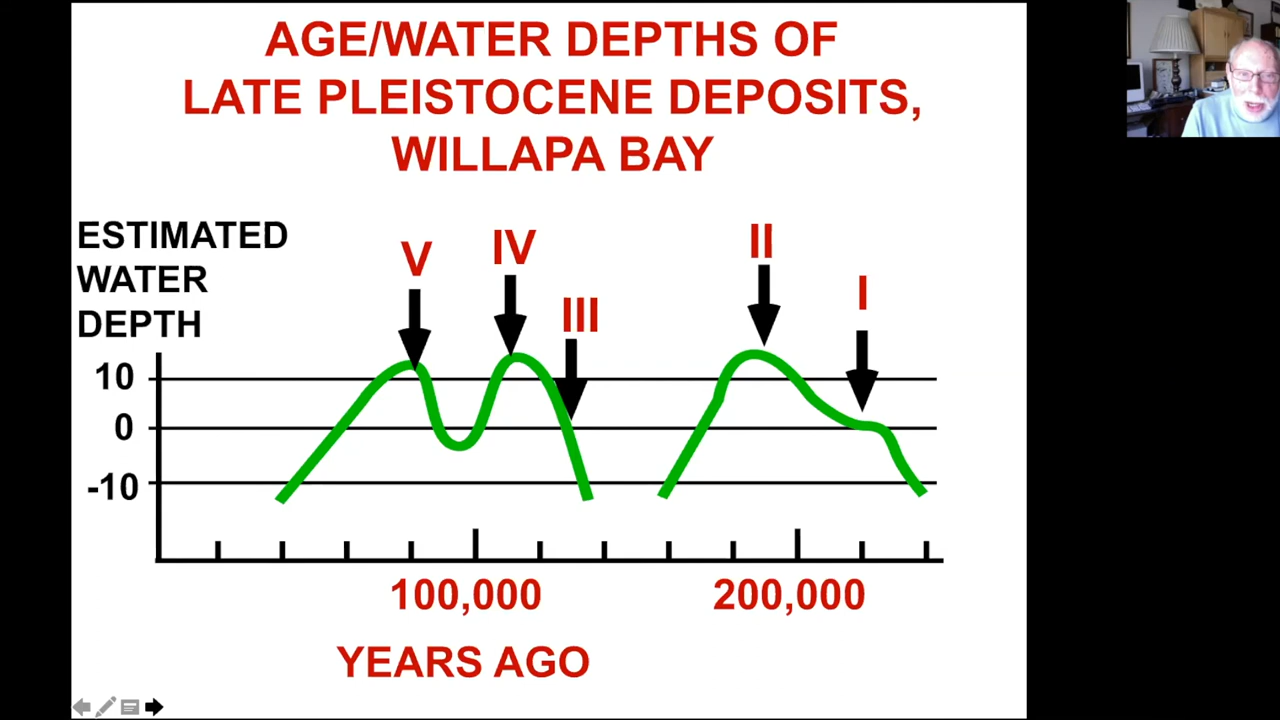 AGE/WATER DEPTHS OF
LATE PLEISTOCENE DEPOSITS,
WILLAPA BAY
ESTIMATED
WATER
DEPTH
V
IV
III
II
I
10
0
-10
100,000
200,000
YEARS AGO